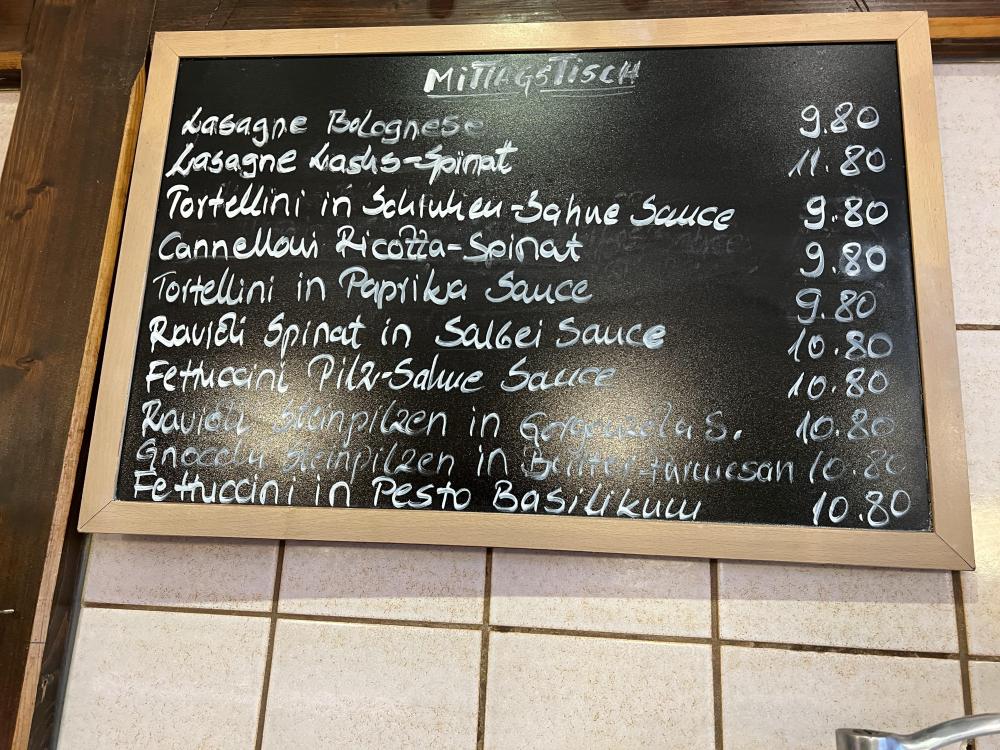 MiTTAGSTiSCH
Lasagne Bolognese 9.80
Lasagne Lachs-Spinat 11.80
Tortellini in Schinken-Sahne Sauce 9.80
Cannelloni Ricotta-Spinat 9.80
Tortellini in Paprika Sauce 9.80
Ravioli Spinat in Salbei Sauce 10.80
Fettuccini Pilz-Sahne Sauce 10.80
Ravioli Steinpilzen in Gorgonzola S. 10.80
Gnocchi Steinpilzen in Butter-Parmesan 10.80
Fettuccini in Pesto Basilikum 10.80